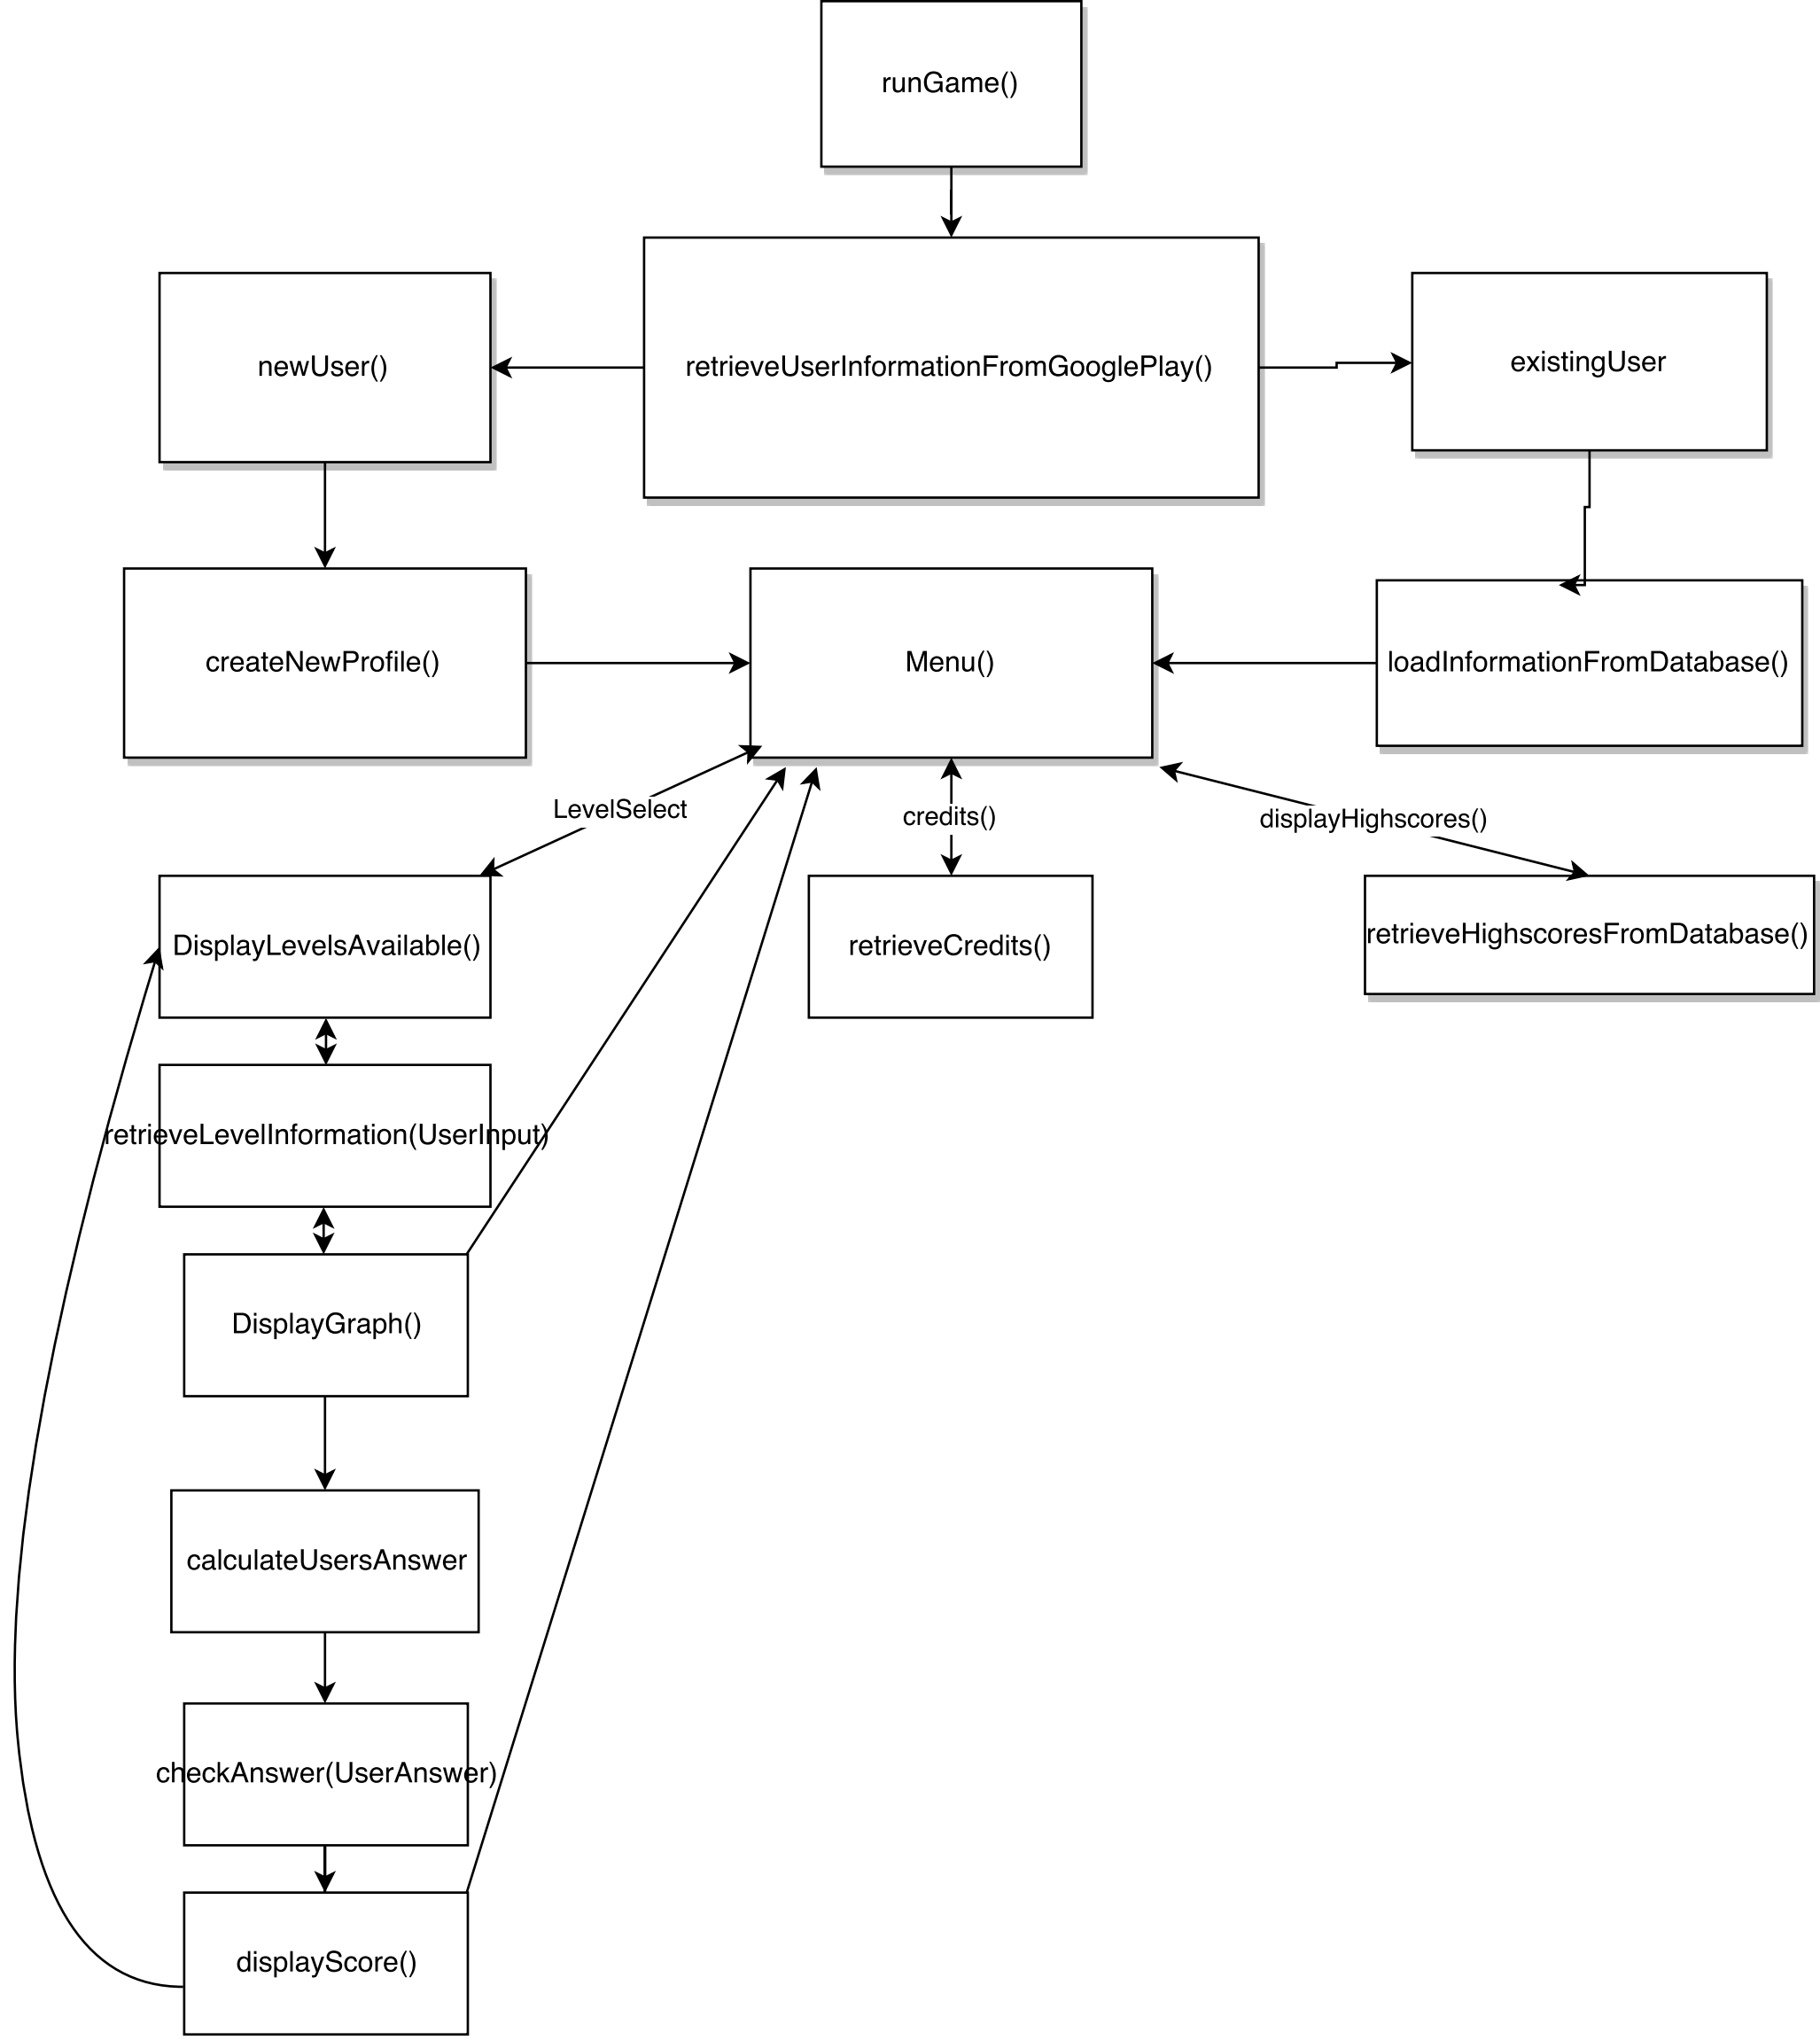 runGame()
newUser()
retrieveUserInformationFromGooglePlay()
existingUser
createNewProfile()
Menu()
loadInformationFromDatabase()
LevelSelect
credits()
displayHighscores()
DisplayLevelsAvailable()
retrieveCredits()
retrieveHighscoresFromDatabase()
retrieveLevelInformation(UserInput)
DisplayGraph()
calculateUsersAnswer
checkAnswer(UserAnswer)
displayScore()